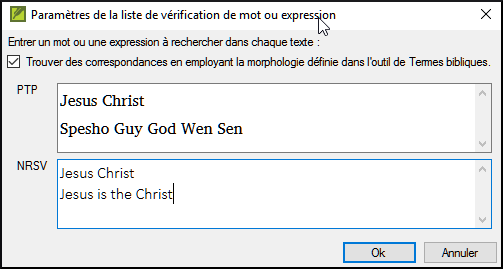 Paramètres de la liste de vérification de mot ou expression
Entrer un mot ou une expression à rechercher dans chaque texte :
Trouver des correspondances en employant la morphologie définie dans l'outil de Termes bibliques.
PTP
Jesus Christ
Spesho Guy God Wen Sen
NRSV
Jesus Christ
Jesus is the Christ
Ok
Annuler